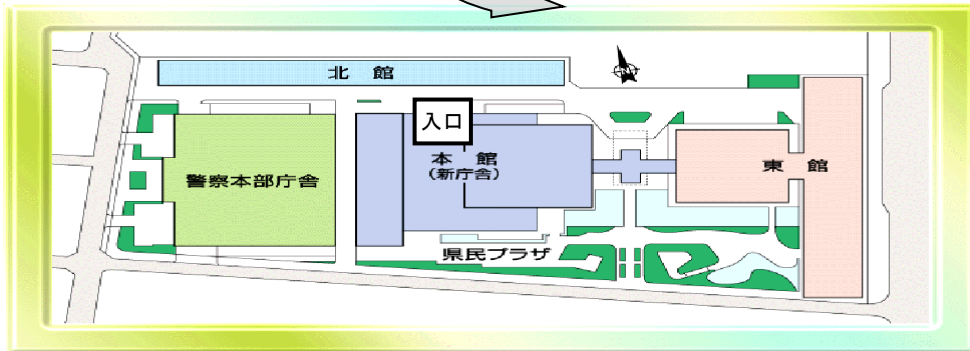 北館
入口
本館
(新庁舎)
東館
警察本部庁舎
県民プラザ